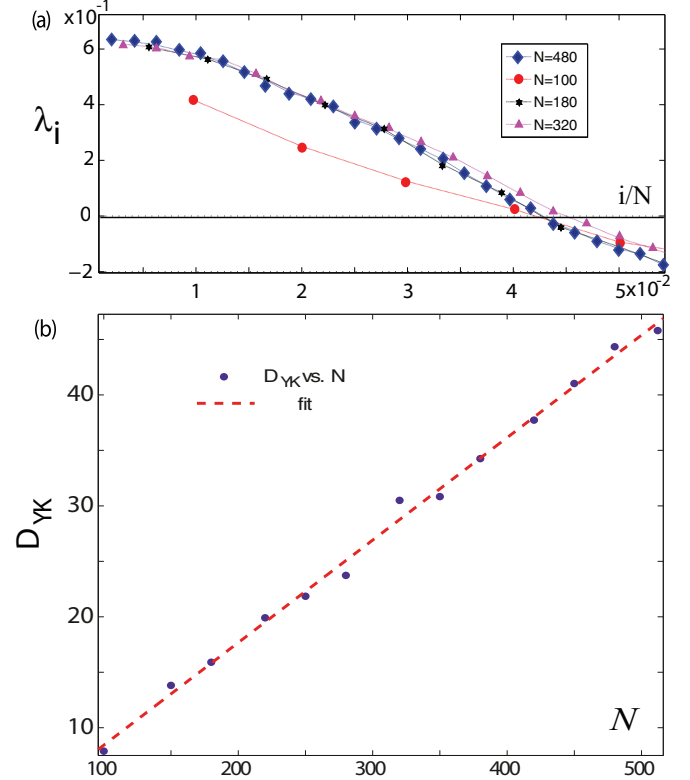 (a)
x10⁻¹
6
4
2
0
−2
λi
N=480
N=100
N=180
N=320
i/N
1
2
3
4
5x10⁻²
(b)
DYK vs. N
fit
DYK
40
30
20
10
N
100
200
300
400
500